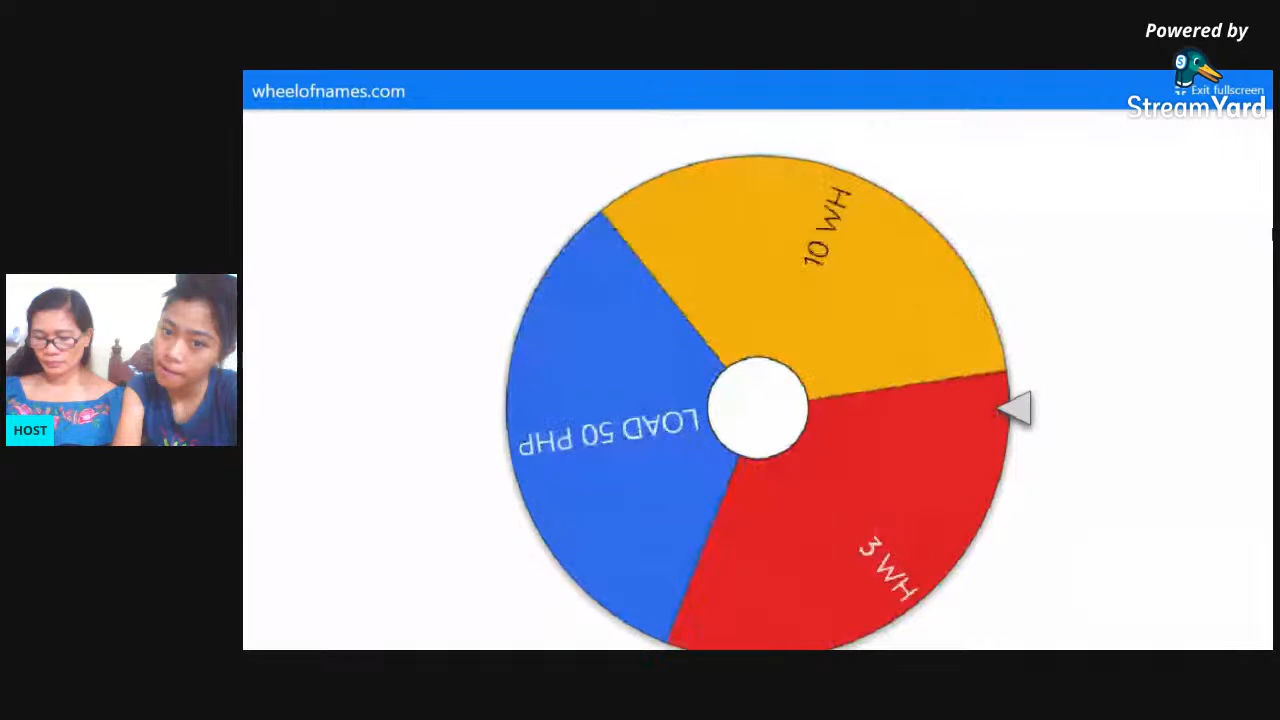 Powered by
StreamYard
wheelofnames.com
Exit fullscreen
10 WH
LOAD 50 PHP
3 WH
HOST